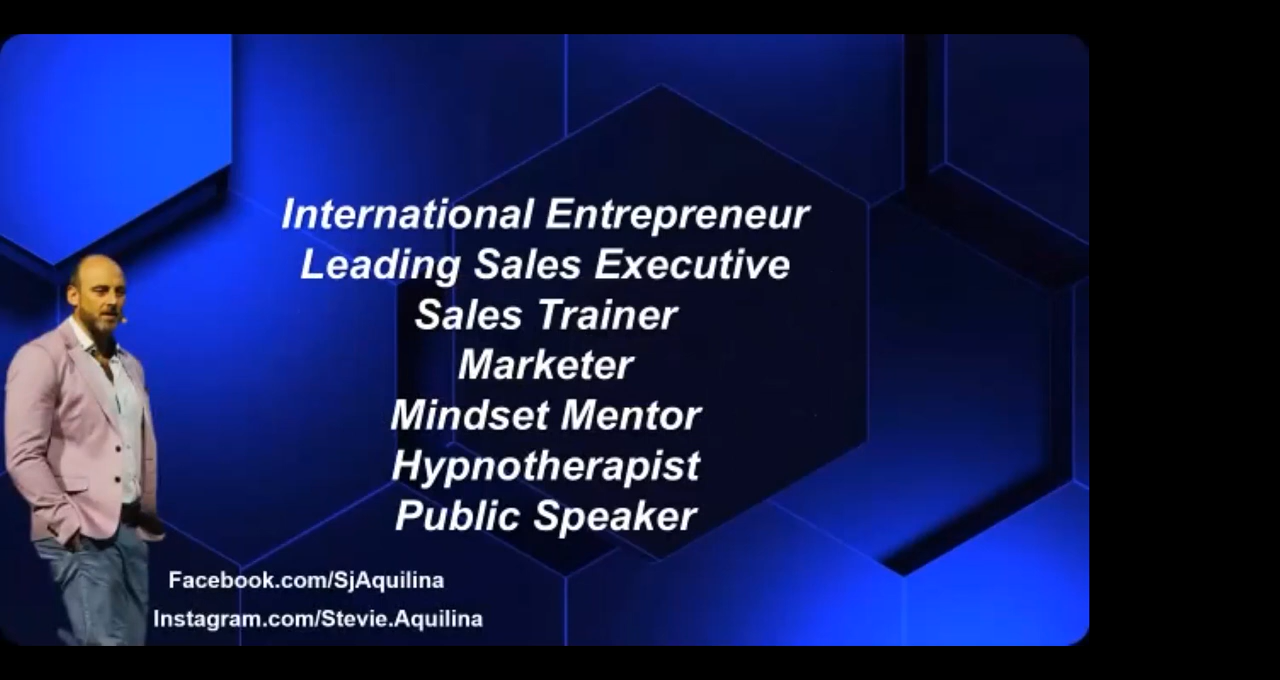 International Entrepreneur
Leading Sales Executive
Sales Trainer
Marketer
Mindset Mentor
Hypnotherapist
Public Speaker
Facebook.com/SjAquilina
Instagram.com/Stevie.Aquilina